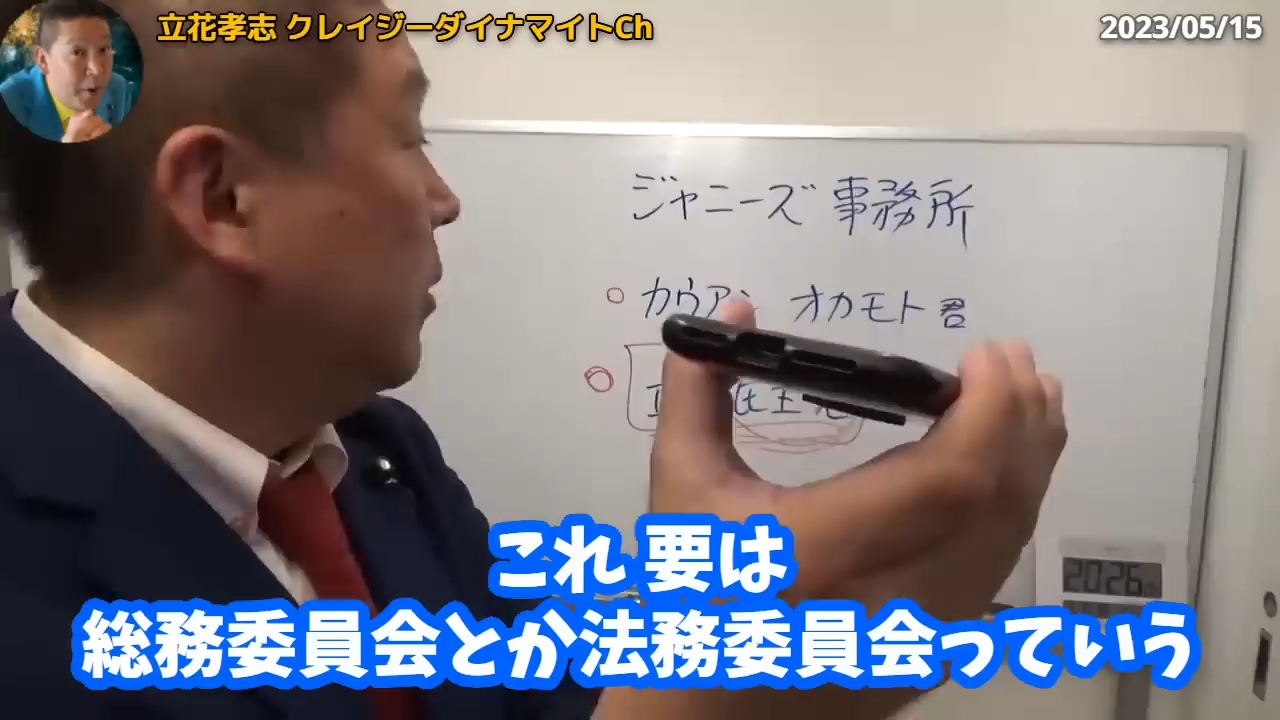 立花孝志 クレイジーダイナマイトCh
2023/05/15
ジャニーズ 事務所
カウアン オカモト君
これ 要は
総務委員会とか法務委員会っていう
20:26